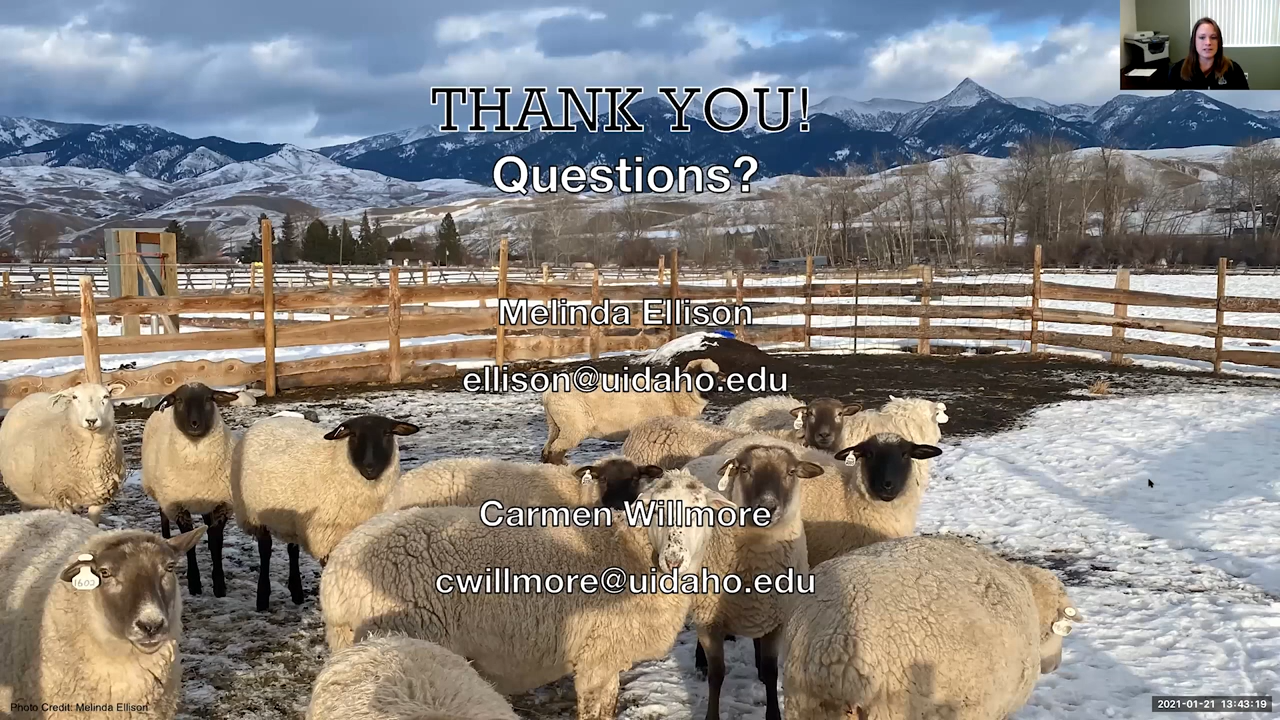 THANK YOU!
Questions?
Melinda Ellison
ellison@uidaho.edu
Carmen Willmore
cwillmore@uidaho.edu
1602
Photo Credit: Melinda Ellison
2021-01-21 13:43:19